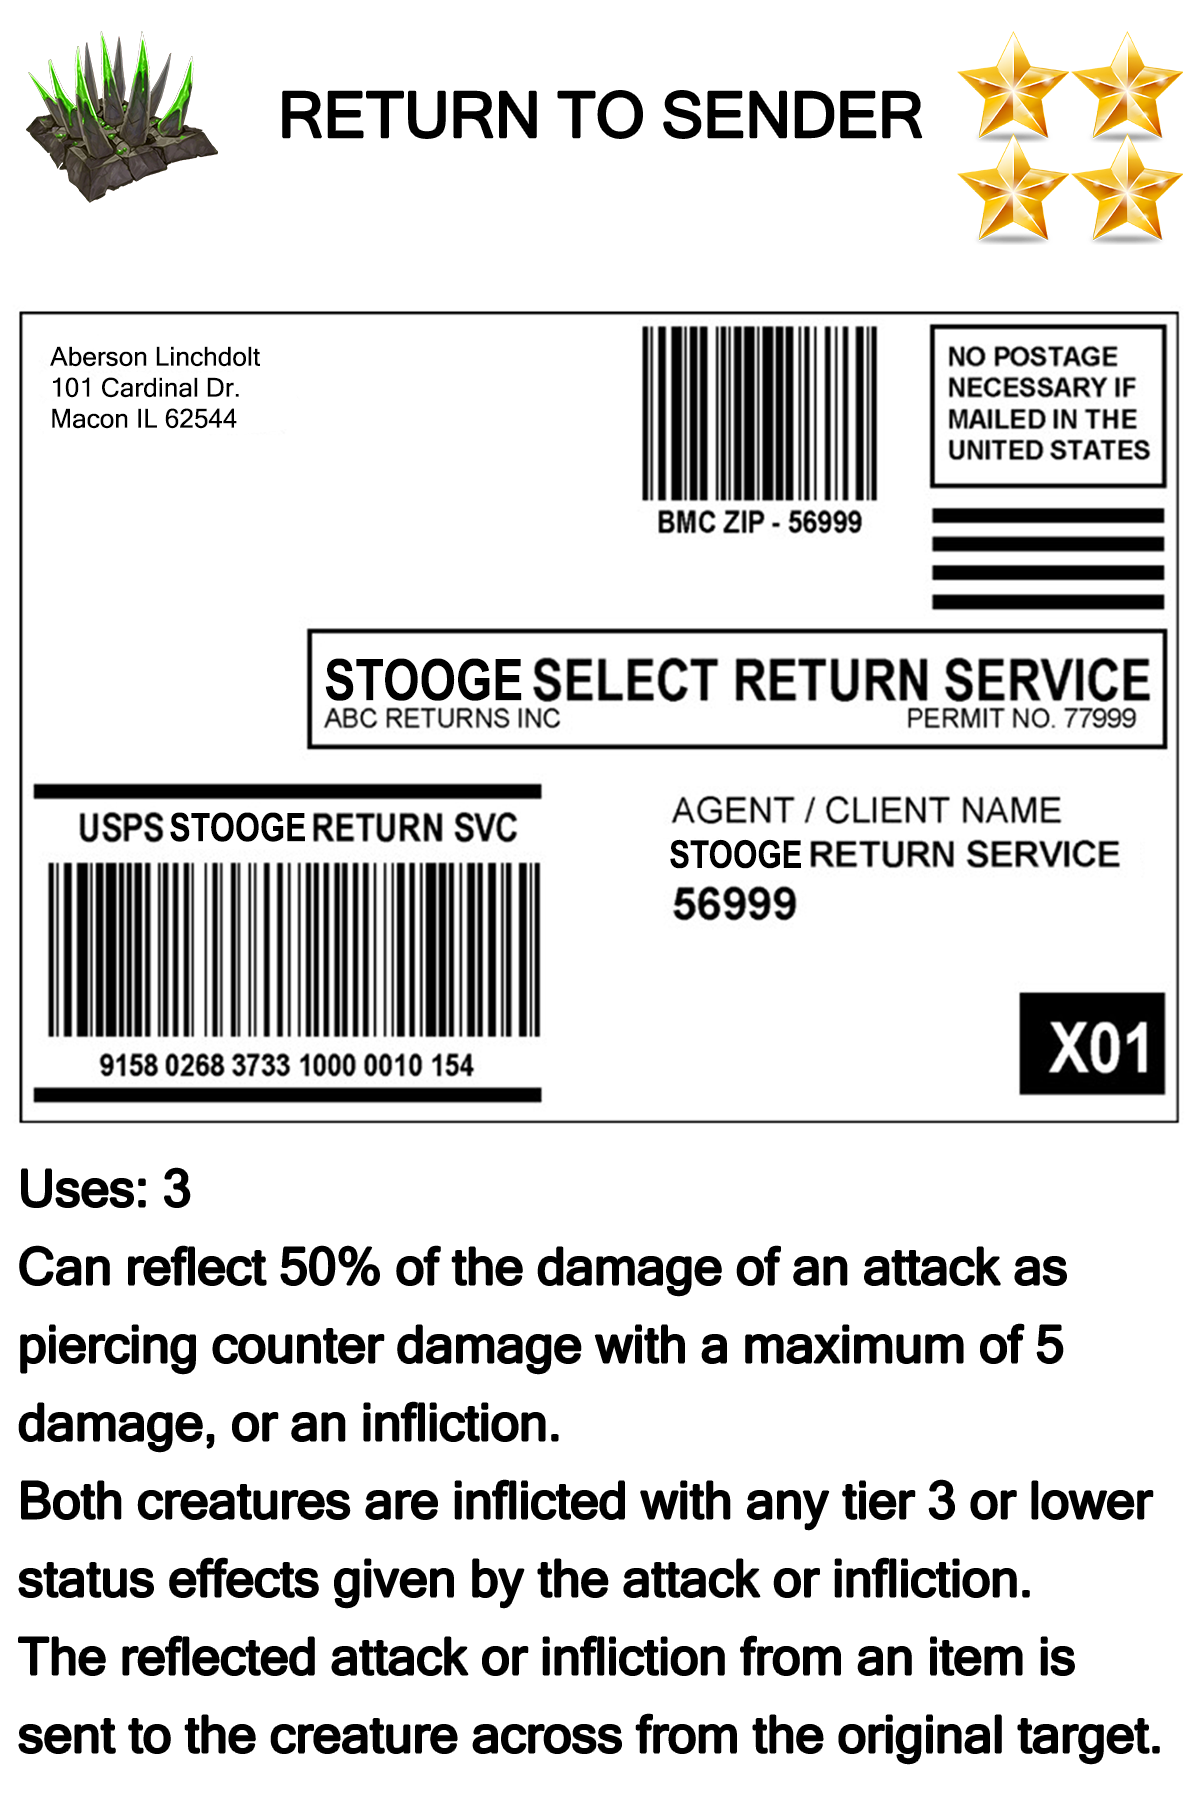 RETURN TO SENDER
Aberson Linchdolt
101 Cardinal Dr.
Macon IL 62544
BMC ZIP - 56999
NO POSTAGE
NECESSARY IF
MAILED IN THE
UNITED STATES
STOOGE SELECT RETURN SERVICE
ABC RETURNS INC PERMIT NO. 77999
USPS STOOGE RETURN SVC
9158 0268 3733 1000 0010 154
AGENT / CLIENT NAME
STOOGE RETURN SERVICE
56999
X01
Uses: 3
Can reflect 50% of the damage of an attack as
piercing counter damage with a maximum of 5
damage, or an infliction.
Both creatures are inflicted with any tier 3 or lower
status effects given by the attack or infliction.
The reflected attack or infliction from an item is
sent to the creature across from the original target.